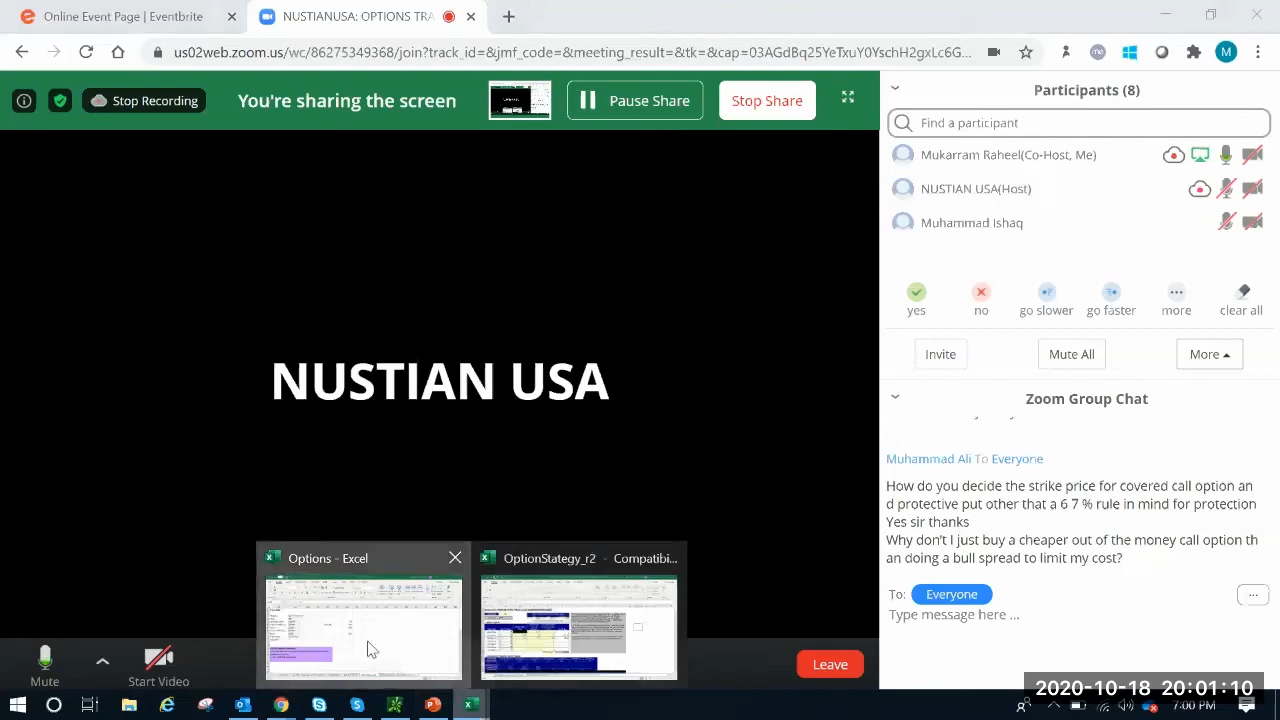 Online Event Page | Eventbrite
NUSTIANUSA: OPTIONS TRA
us02web.zoom.us/wc/86275349368/join?track_id=&jmf_code=&meeting_result=&tk=&cap=03AGdBq25YeTxuY0YschH2gxLc6G...
M
Stop Recording
You're sharing the screen
Pause Share
Stop Share
Participants (8)
Find a participant
Mukarram Raheel(Co-Host, Me)
NUSTIAN USA(Host)
Muhammad Ishaq
yes
no
go slower
go faster
more
clear all
Invite
Mute All
More
Zoom Group Chat
Muhammad Ali To Everyone
How do you decide the strike price for covered call option an
d protective put other that a 6 7 % rule in mind for protection
Yes sir thanks
Why don't I just buy a cheaper out of the money call option th
an doing a bull spread to limit my cost?
To: Everyone
Type message here ...
NUSTIAN USA
Options - Excel
OptionStategy_r2 - Compatibi...
Mute
Start Video
Leave
2020-10-18 20:01:10
7:00 PM